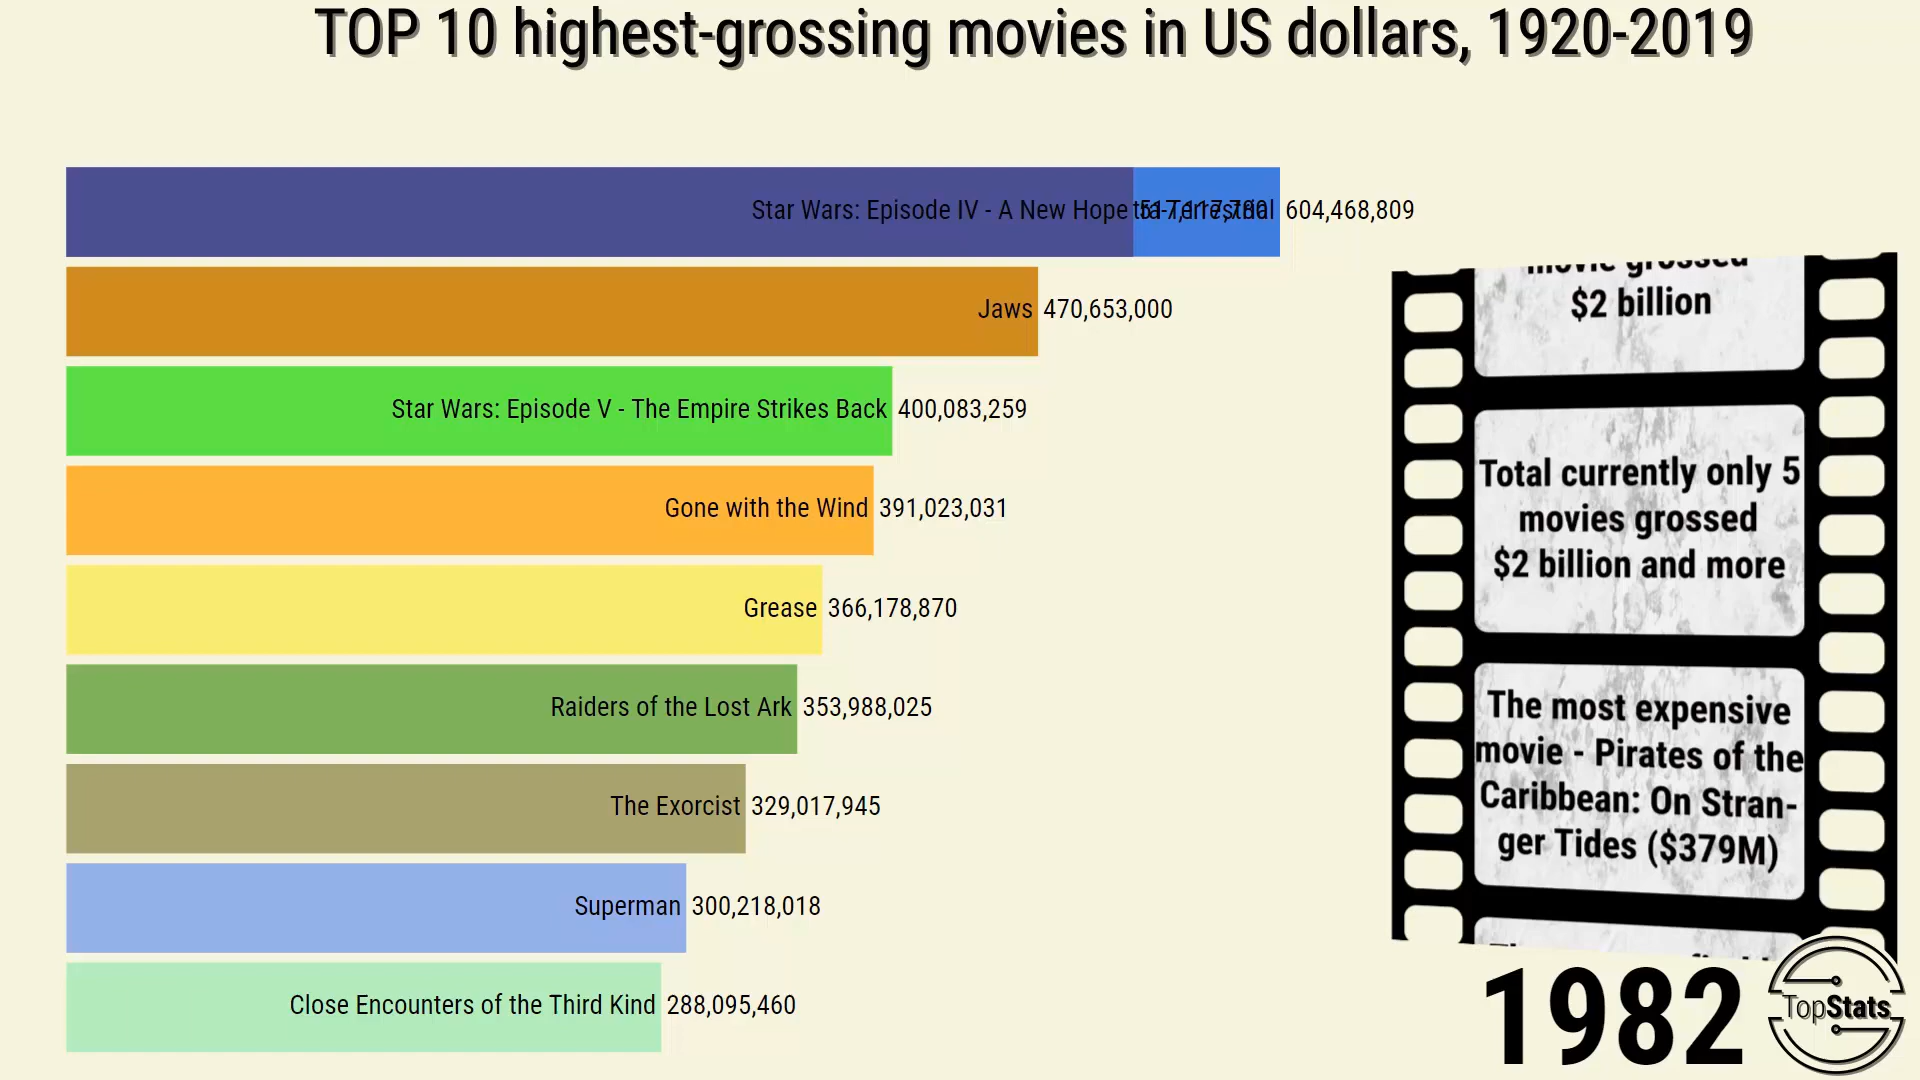 TOP 10 highest-grossing movies in US dollars, 1920-2019
Star Wars: Episode IV - A New Hope 604,468,809
Jaws 470,653,000
Star Wars: Episode V - The Empire Strikes Back 400,083,259
Gone with the Wind 391,023,031
Grease 366,178,870
Raiders of the Lost Ark 353,988,025
The Exorcist 329,017,945
Superman 300,218,018
Close Encounters of the Third Kind 288,095,460
movie grossed
$2 billion
Total currently only 5
movies grossed
$2 billion and more
The most expensive
movie - Pirates of the
Caribbean: On Stran-
ger Tides ($379M)
1982
TopStats